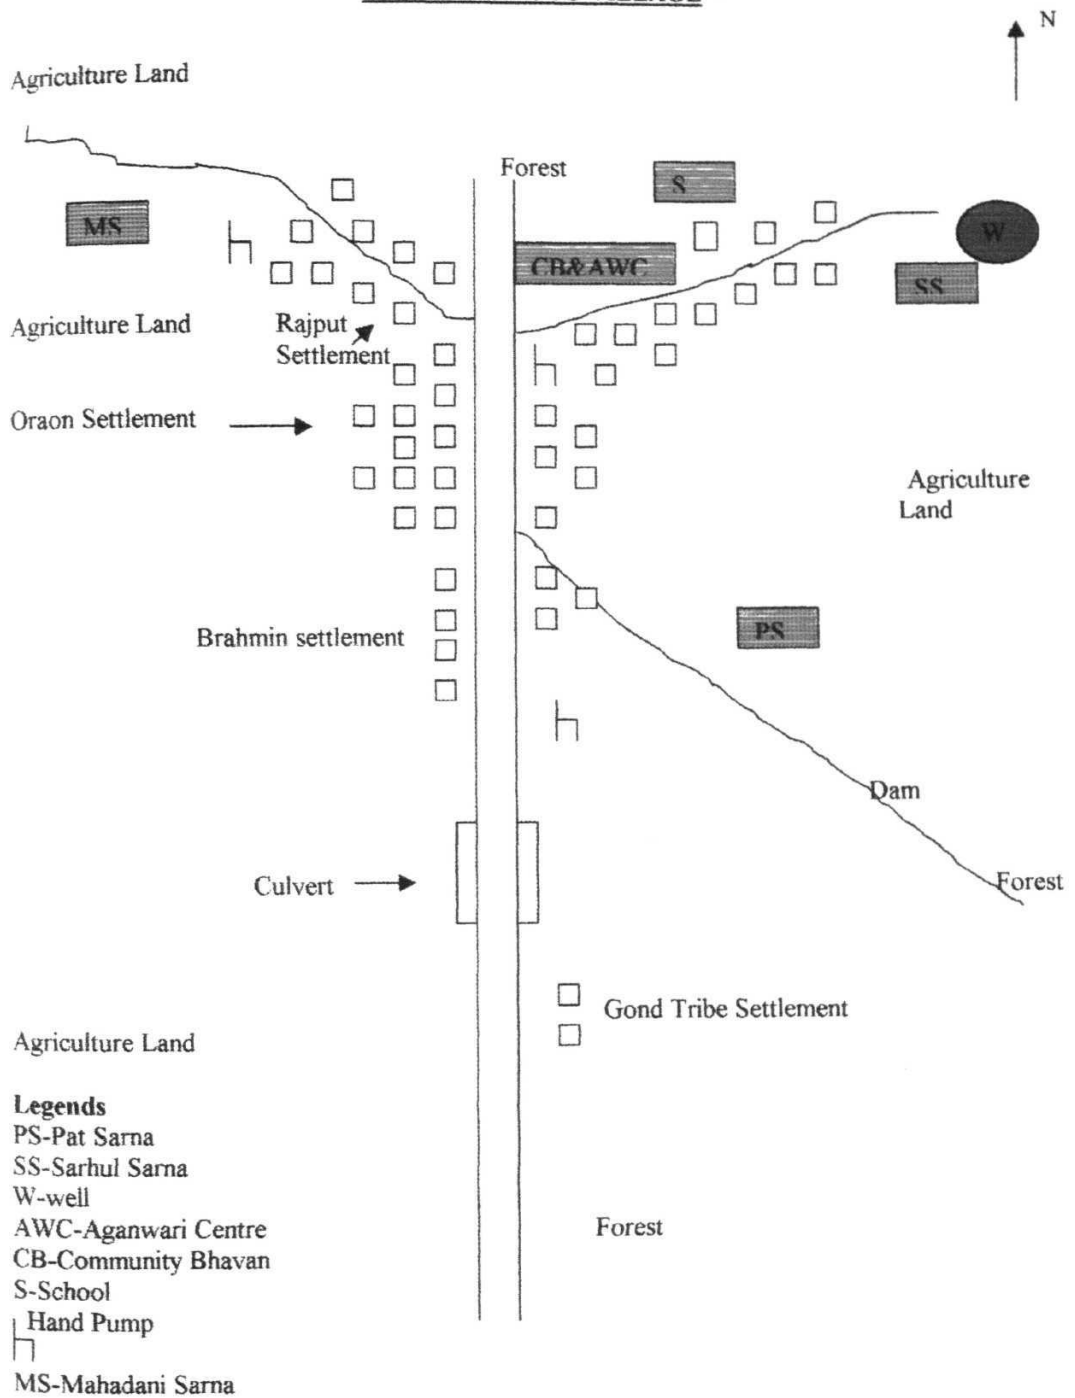 N
Agriculture Land
Forest
S
MS
W
CB&AWC
SS
Agriculture Land
Rajput
Settlement
Oraon Settlement
Agriculture
Land
Brahmin settlement
PS
Dam
Culvert
Forest
Gond Tribe Settlement
Agriculture Land
Legends
PS-Pat Sarna
SS-Sarhul Sarna
W-well
AWC-Aganwari Centre
CB-Community Bhavan
S-School
Forest
Hand Pump
MS-Mahadani Sarna